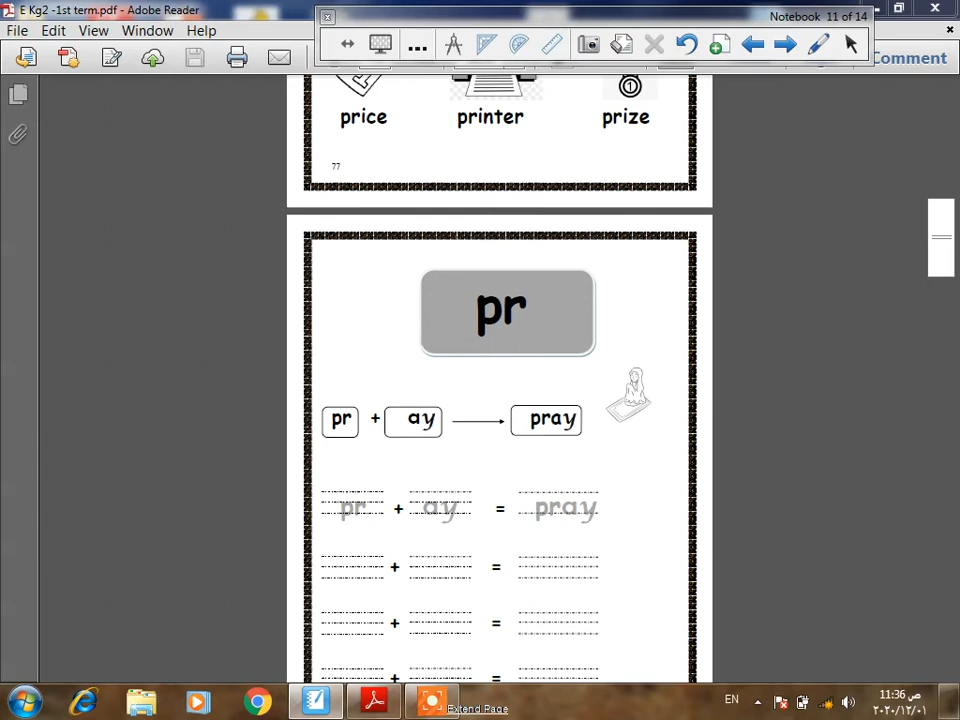 E Kg2 -1st term.pdf - Adobe Reader
Notebook 11 of 14
File Edit View Window Help
Comment
price printer prize
77
pr
pr + ay pray
pr + ay = pray
+ =
+ =
+ =
EN
11:36 ص
٢٠٢٠/١٢/٠١
Extend Page